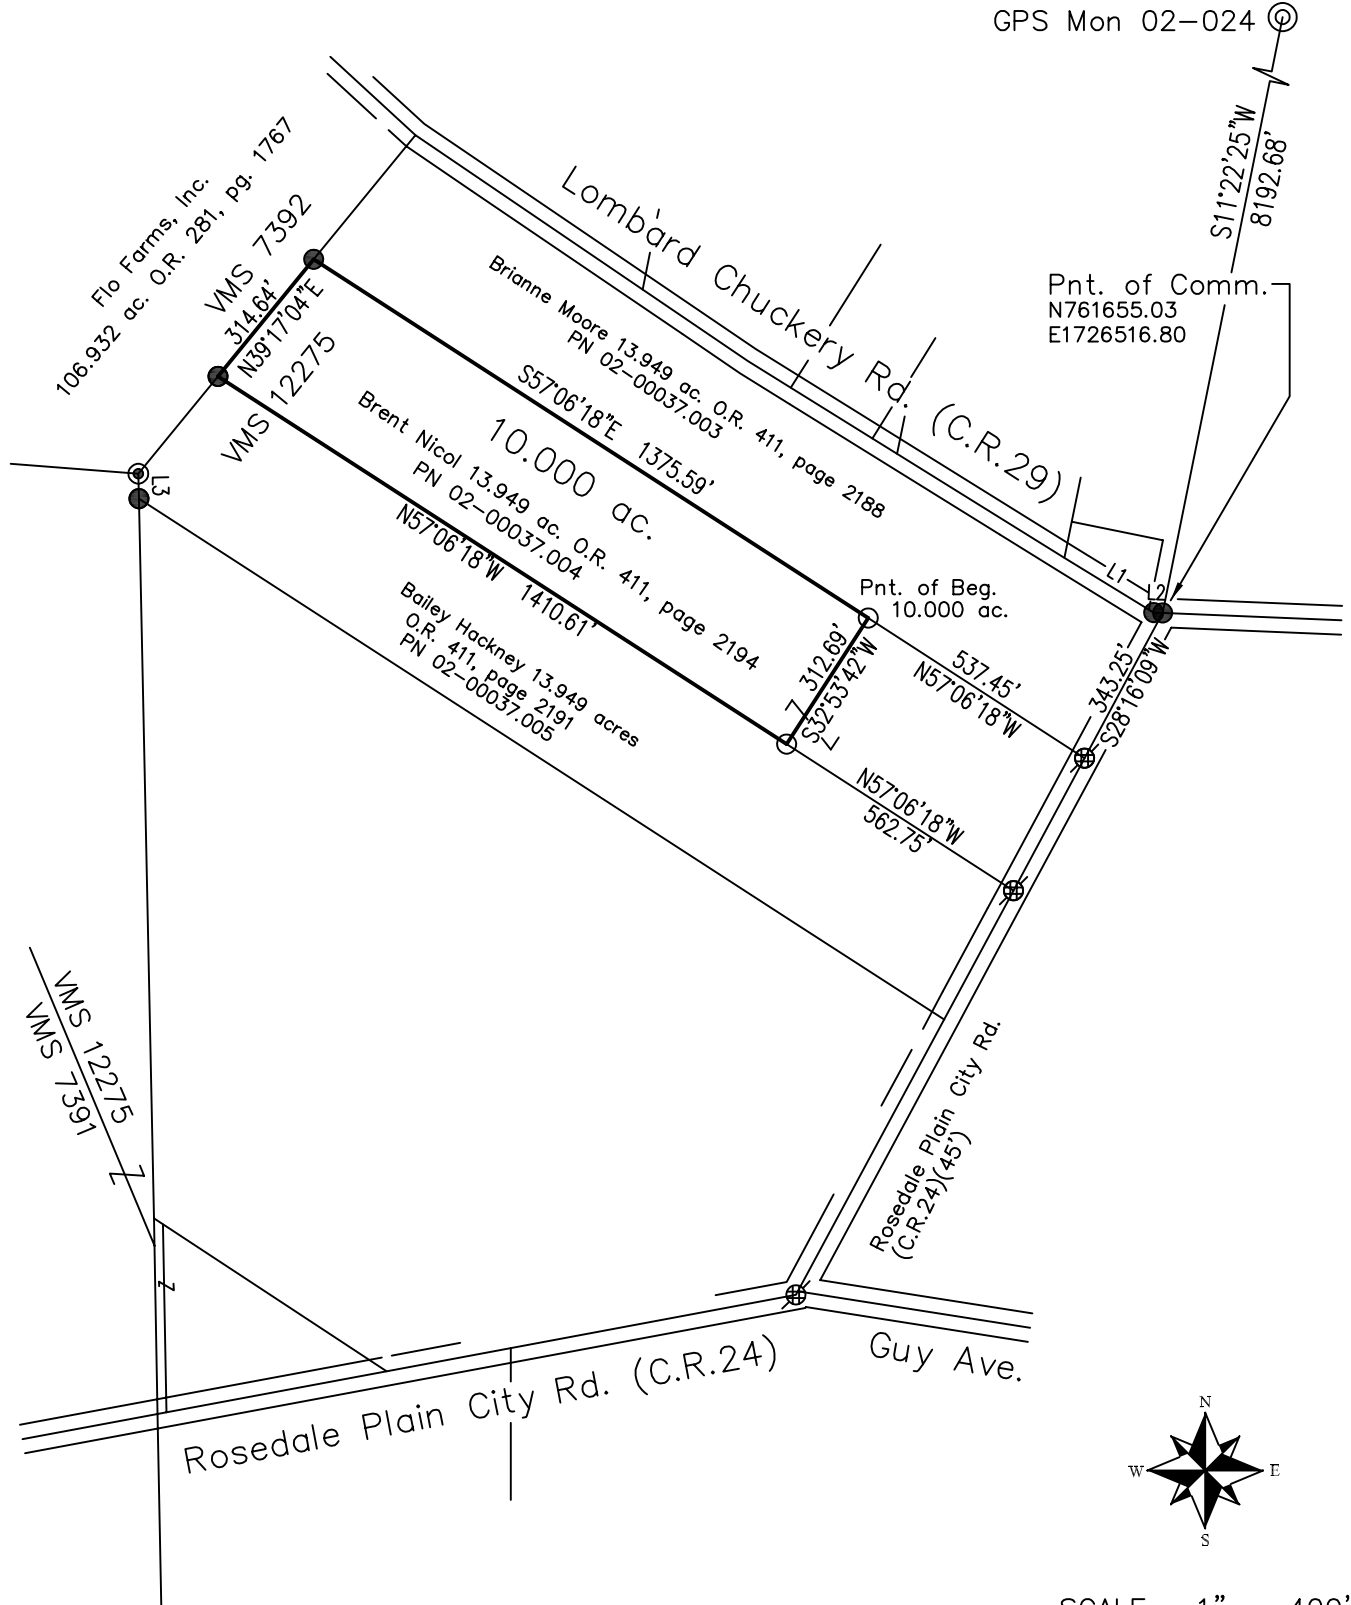 GPS Mon 02-024
S11°22'25"W
8192.68'
Pnt. of Comm.
N761655.03
E1726516.80
Flo Farms, Inc.
106.932 ac. O.R. 281, pg. 1767
VMS 7392
314.64'
N39°17'04"E
VMS 12275
Lombard Chuckery Rd. (C.R.29)
Brianne Moore 13.949 ac. O.R. 411, page 2188
PN 02-00037.003
S57°06'18"E 1375.59'
10.000 ac.
Brent Nicol 13.949 ac. O.R. 411, page 2194
PN 02-00037.004
N57°06'18"W 1410.61'
Bailey Hackney 13.949 acres
O.R. 411, page 2191
PN 02-00037.005
L3
L1
L2
Pnt. of Beg.
10.000 ac.
312.69'
S32°53'42"W
537.45'
N57°06'18"W
343.25'
S28°16'09"W
N57°06'18"W
562.75'
Rosedale Plain City Rd.
(C.R.24)(45')
VMS 12275
VMS 7391
Rosedale Plain City Rd. (C.R.24)
Guy Ave.
N
W E
S